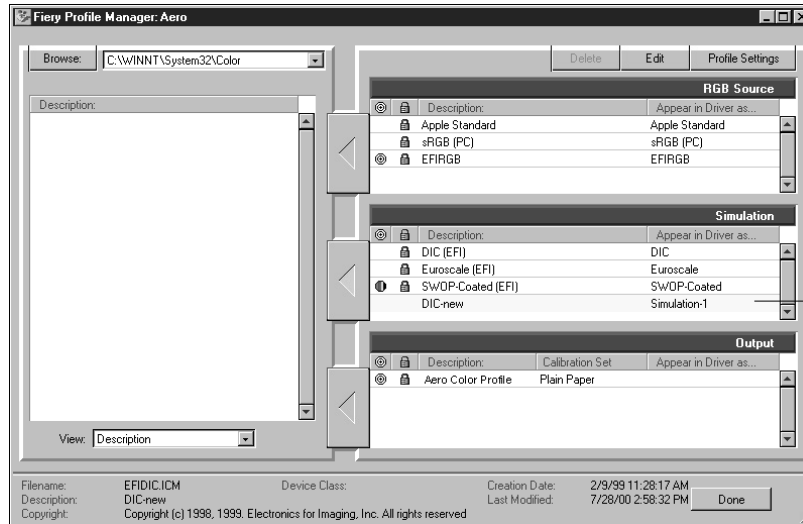 Fiery Profile Manager: Aero
Browse: C:\WINNT\System32\Color
Delete Edit Profile Settings
Description:
RGB Source
Description: Appear in Driver as...
Apple Standard Apple Standard
sRGB (PC) sRGB (PC)
EFIRGB EFIRGB
Simulation
Description: Appear in Driver as...
DIC (EFI) DIC
Euroscale (EFI) Euroscale
SWOP-Coated (EFI) SWOP-Coated
DIC-new Simulation-1
Output
Description: Calibration Set Appear in Driver as...
Aero Color Profile Plain Paper
View: Description
Filename: EFIDIC.ICM Device Class: Creation Date: 2/9/99 11:28:17 AM
Description: DIC-new Last Modified: 7/28/00 2:58:32 PM
Copyright: Copyright (c) 1998, 1999. Electronics for Imaging, Inc. All rights reserved
Done